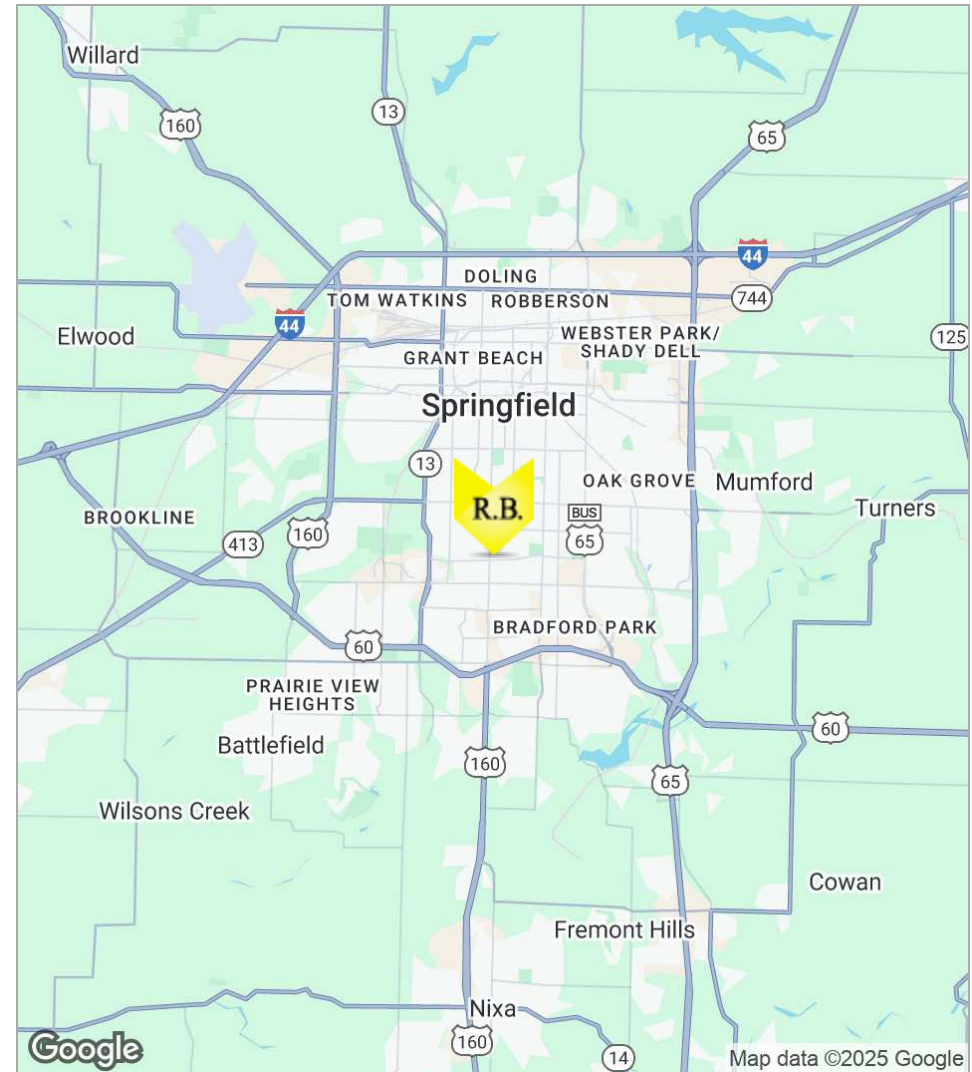 Willard
13
160
65
44
DOLING
744
TOM WATKINS
ROBBERSON
44
Elwood
WEBSTER PARK/
SHADY DELL
125
GRANT BEACH
Springfield
13
OAK GROVE
Mumford
R.B.
BUS
65
Turners
BROOKLINE
160
413
BRADFORD PARK
60
PRAIRIE VIEW
HEIGHTS
60
Battlefield
160
65
Wilsons Creek
Cowan
Fremont Hills
Nixa
160
14
Google
Map data ©2025 Google